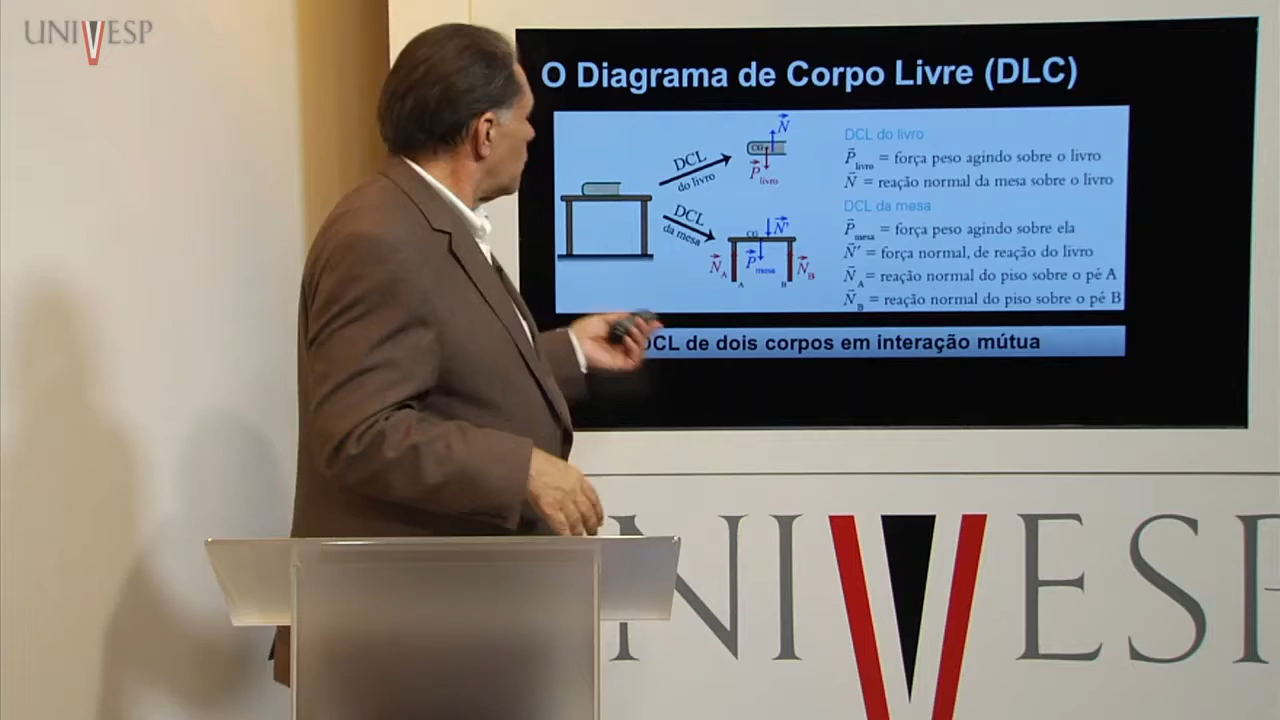 UNIVESP
O Diagrama de Corpo Livre (DLC)
DCL
do livro
DCL
da mesa
CG
N
P livro
CG
N'
N A
P mesa
N B
A
B
DCL do livro
P livro = força peso agindo sobre o livro
N = reação normal da mesa sobre o livro
DCL da mesa
P mesa = força peso agindo sobre ela
N' = força normal, de reação do livro
N A = reação normal do piso sobre o pé A
N B = reação normal do piso sobre o pé B
DCL de dois corpos em interação mútua
NIVESP